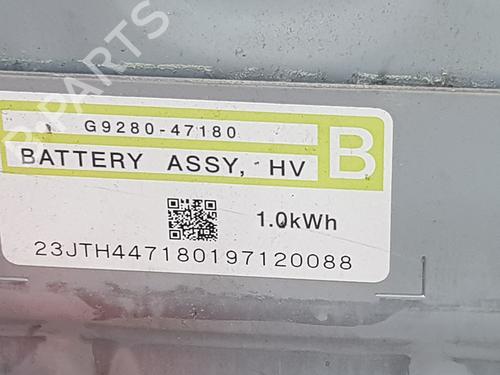 B-PARTS
G9280-47180
BATTERY ASSY, HV
B
1.0kWh
23JTH447180197120088